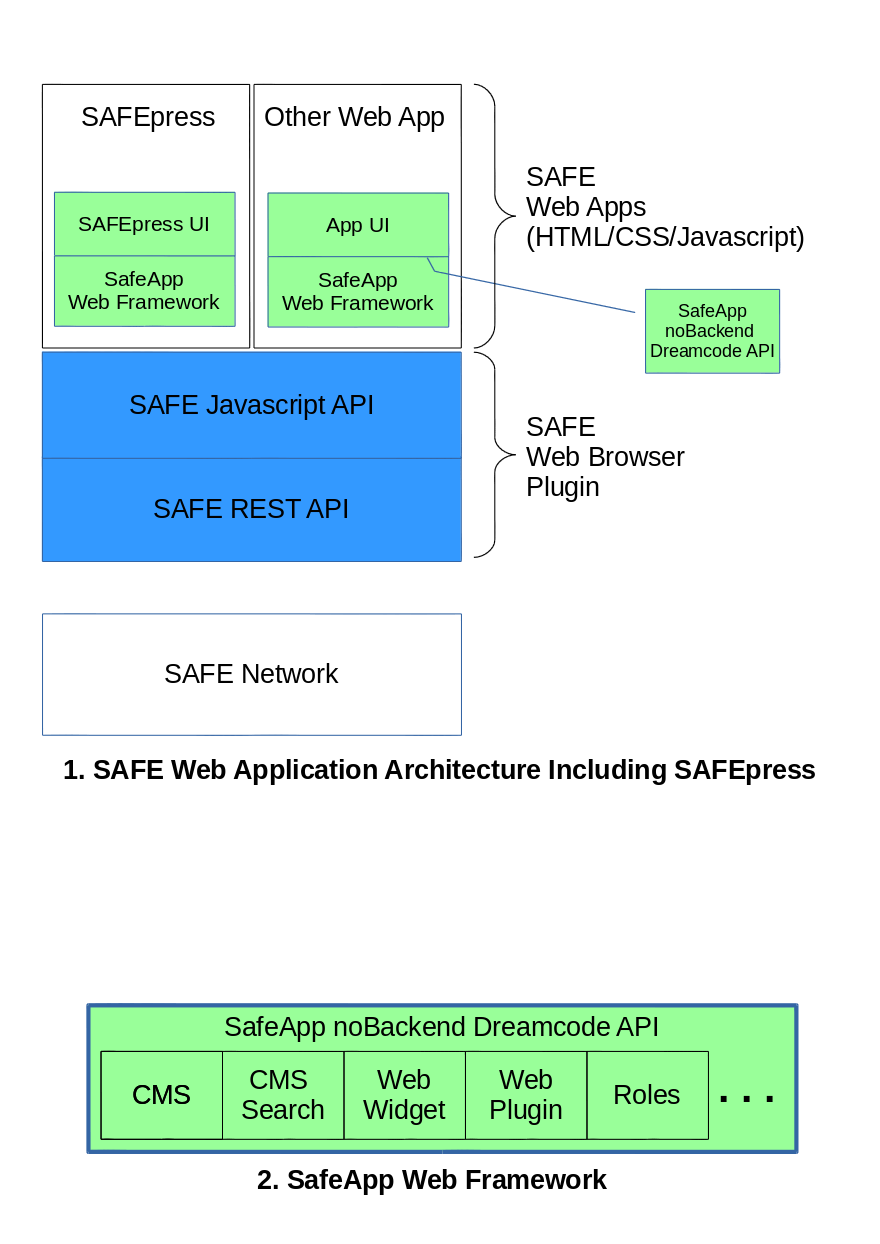 SAFEpress
Other Web App
SAFEpress UI
SafeApp
Web Framework
App UI
SafeApp
Web Framework
SAFE
Web Apps
(HTML/CSS/Javascript)
SafeApp
noBackend
Dreamcode API
SAFE Javascript API
SAFE REST API
SAFE
Web Browser
Plugin
SAFE Network
1. SAFE Web Application Architecture Including SAFEpress
SafeApp noBackend Dreamcode API
CMS
CMS
Search
Web
Widget
Web
Plugin
Roles
. . .
2. SafeApp Web Framework